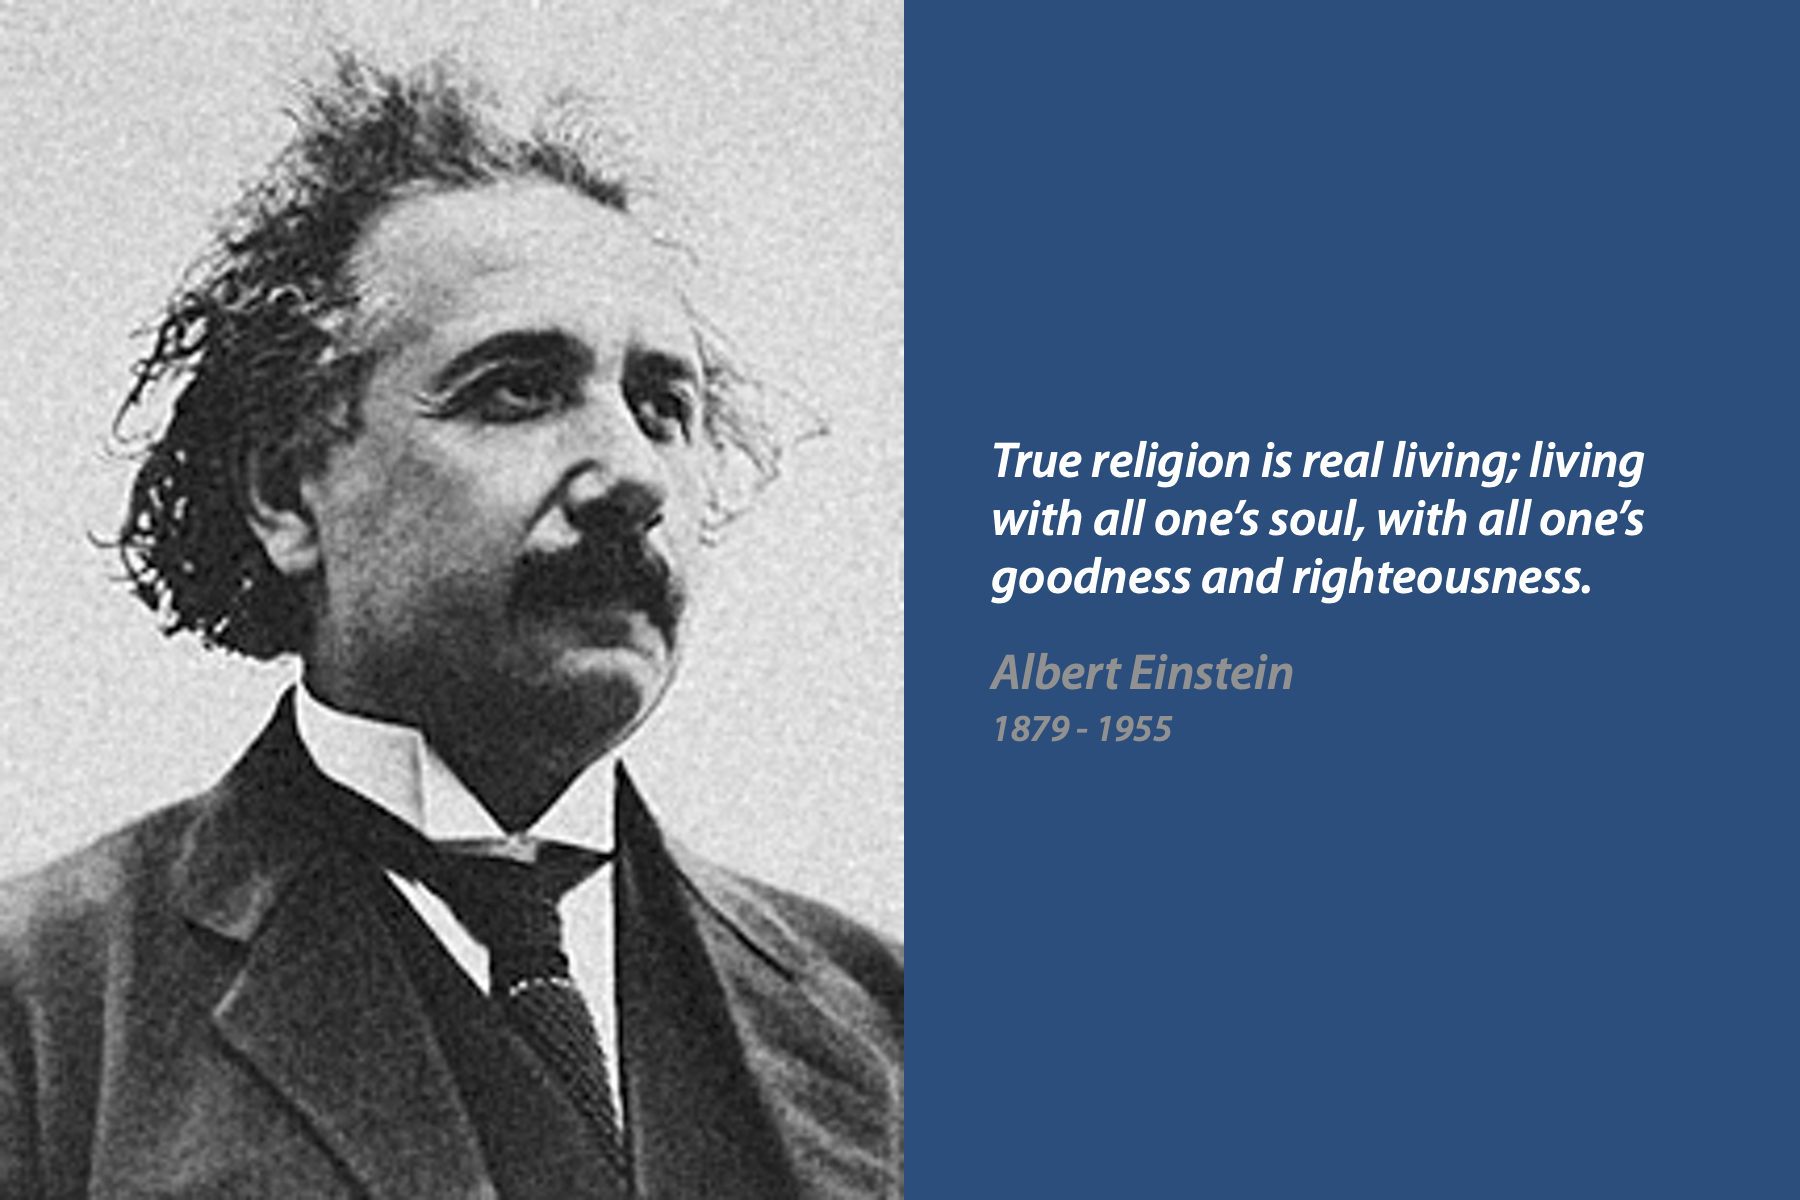 True religion is real living; living
with all one’s soul, with all one’s
goodness and righteousness.
Albert Einstein
1879 - 1955